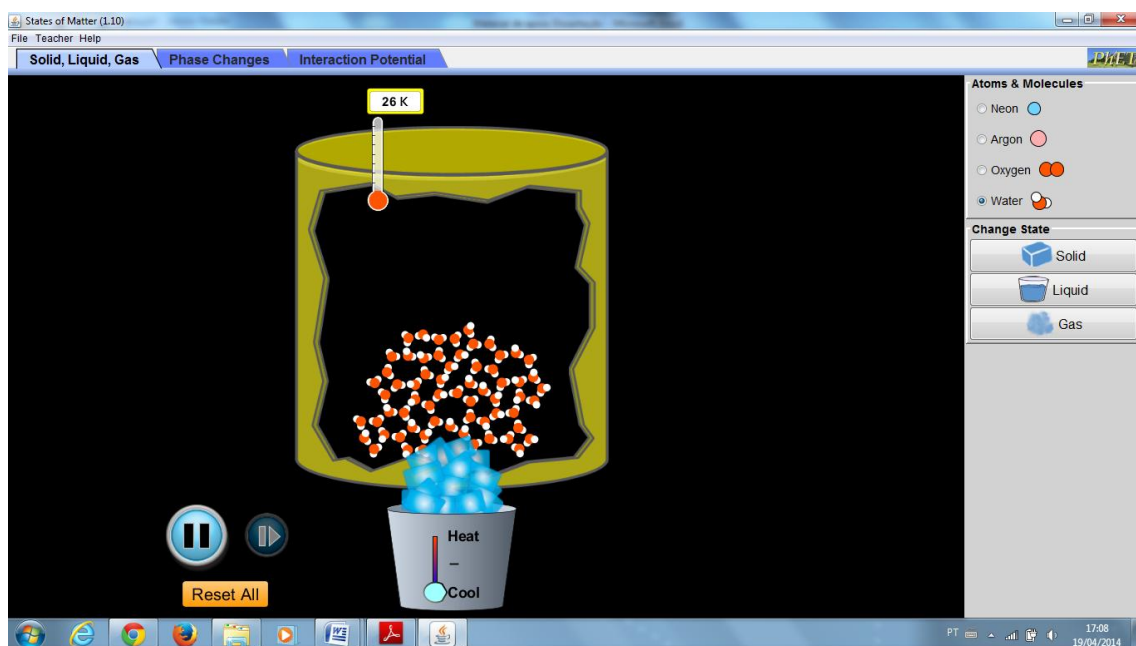 States of Matter (1.10)
File Teacher Help
Solid, Liquid, Gas Phase Changes Interaction Potential
PhET
26 K
Atoms & Molecules
Neon
Argon
Oxygen
Water
Change State
Solid
Liquid
Gas
Heat
Cool
Reset All
PT
17:08
19/04/2014